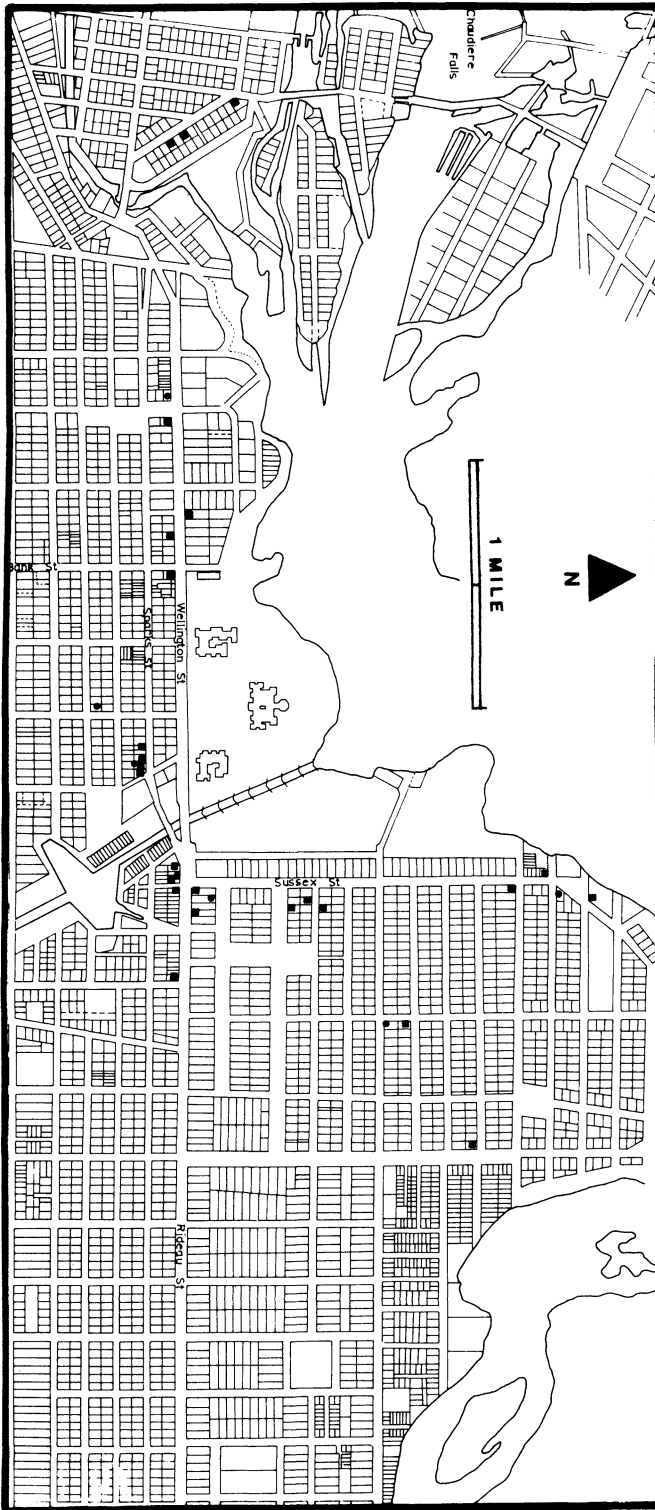 Chaudiere
Falls
1 MILE
N
Bank St
Sparks St
Wellington St
Sussex St
Rideau St